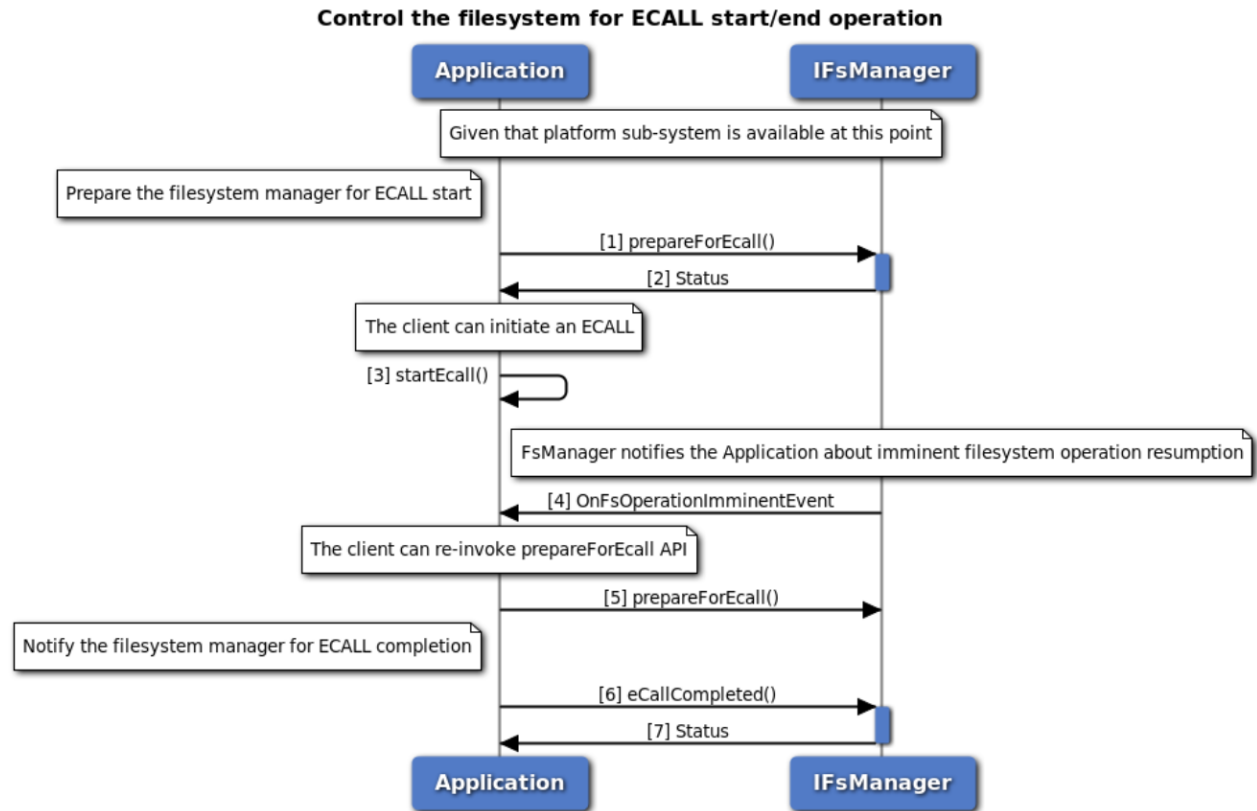 Control the filesystem for ECALL start/end operation
Application
IFsManager
Given that platform sub-system is available at this point
Prepare the filesystem manager for ECALL start
[1] prepareForEcall()
[2] Status
The client can initiate an ECALL
[3] startEcall()
FsManager notifies the Application about imminent filesystem operation resumption
[4] OnFsOperationImminentEvent
The client can re-invoke prepareForEcall API
[5] prepareForEcall()
Notify the filesystem manager for ECALL completion
[6] eCallCompleted()
[7] Status
Application
IFsManager